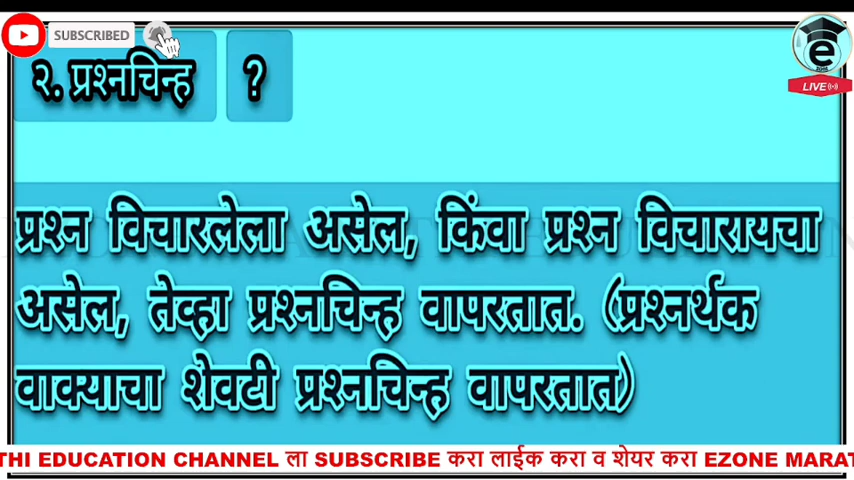 SUBSCRIBED
२. प्रश्नचिन्ह ?
e
LIVE
प्रश्न विचारलेला असेल, किंवा प्रश्न विचारायचा
असेल, तेव्हा प्रश्नचिन्ह वापरतात. (प्रश्नर्थक
वाक्याचा शेवटी प्रश्नचिन्ह वापरतात)
THI EDUCATION CHANNEL ला SUBSCRIBE करा लाईक करा व शेयर करा EZONE MARAT